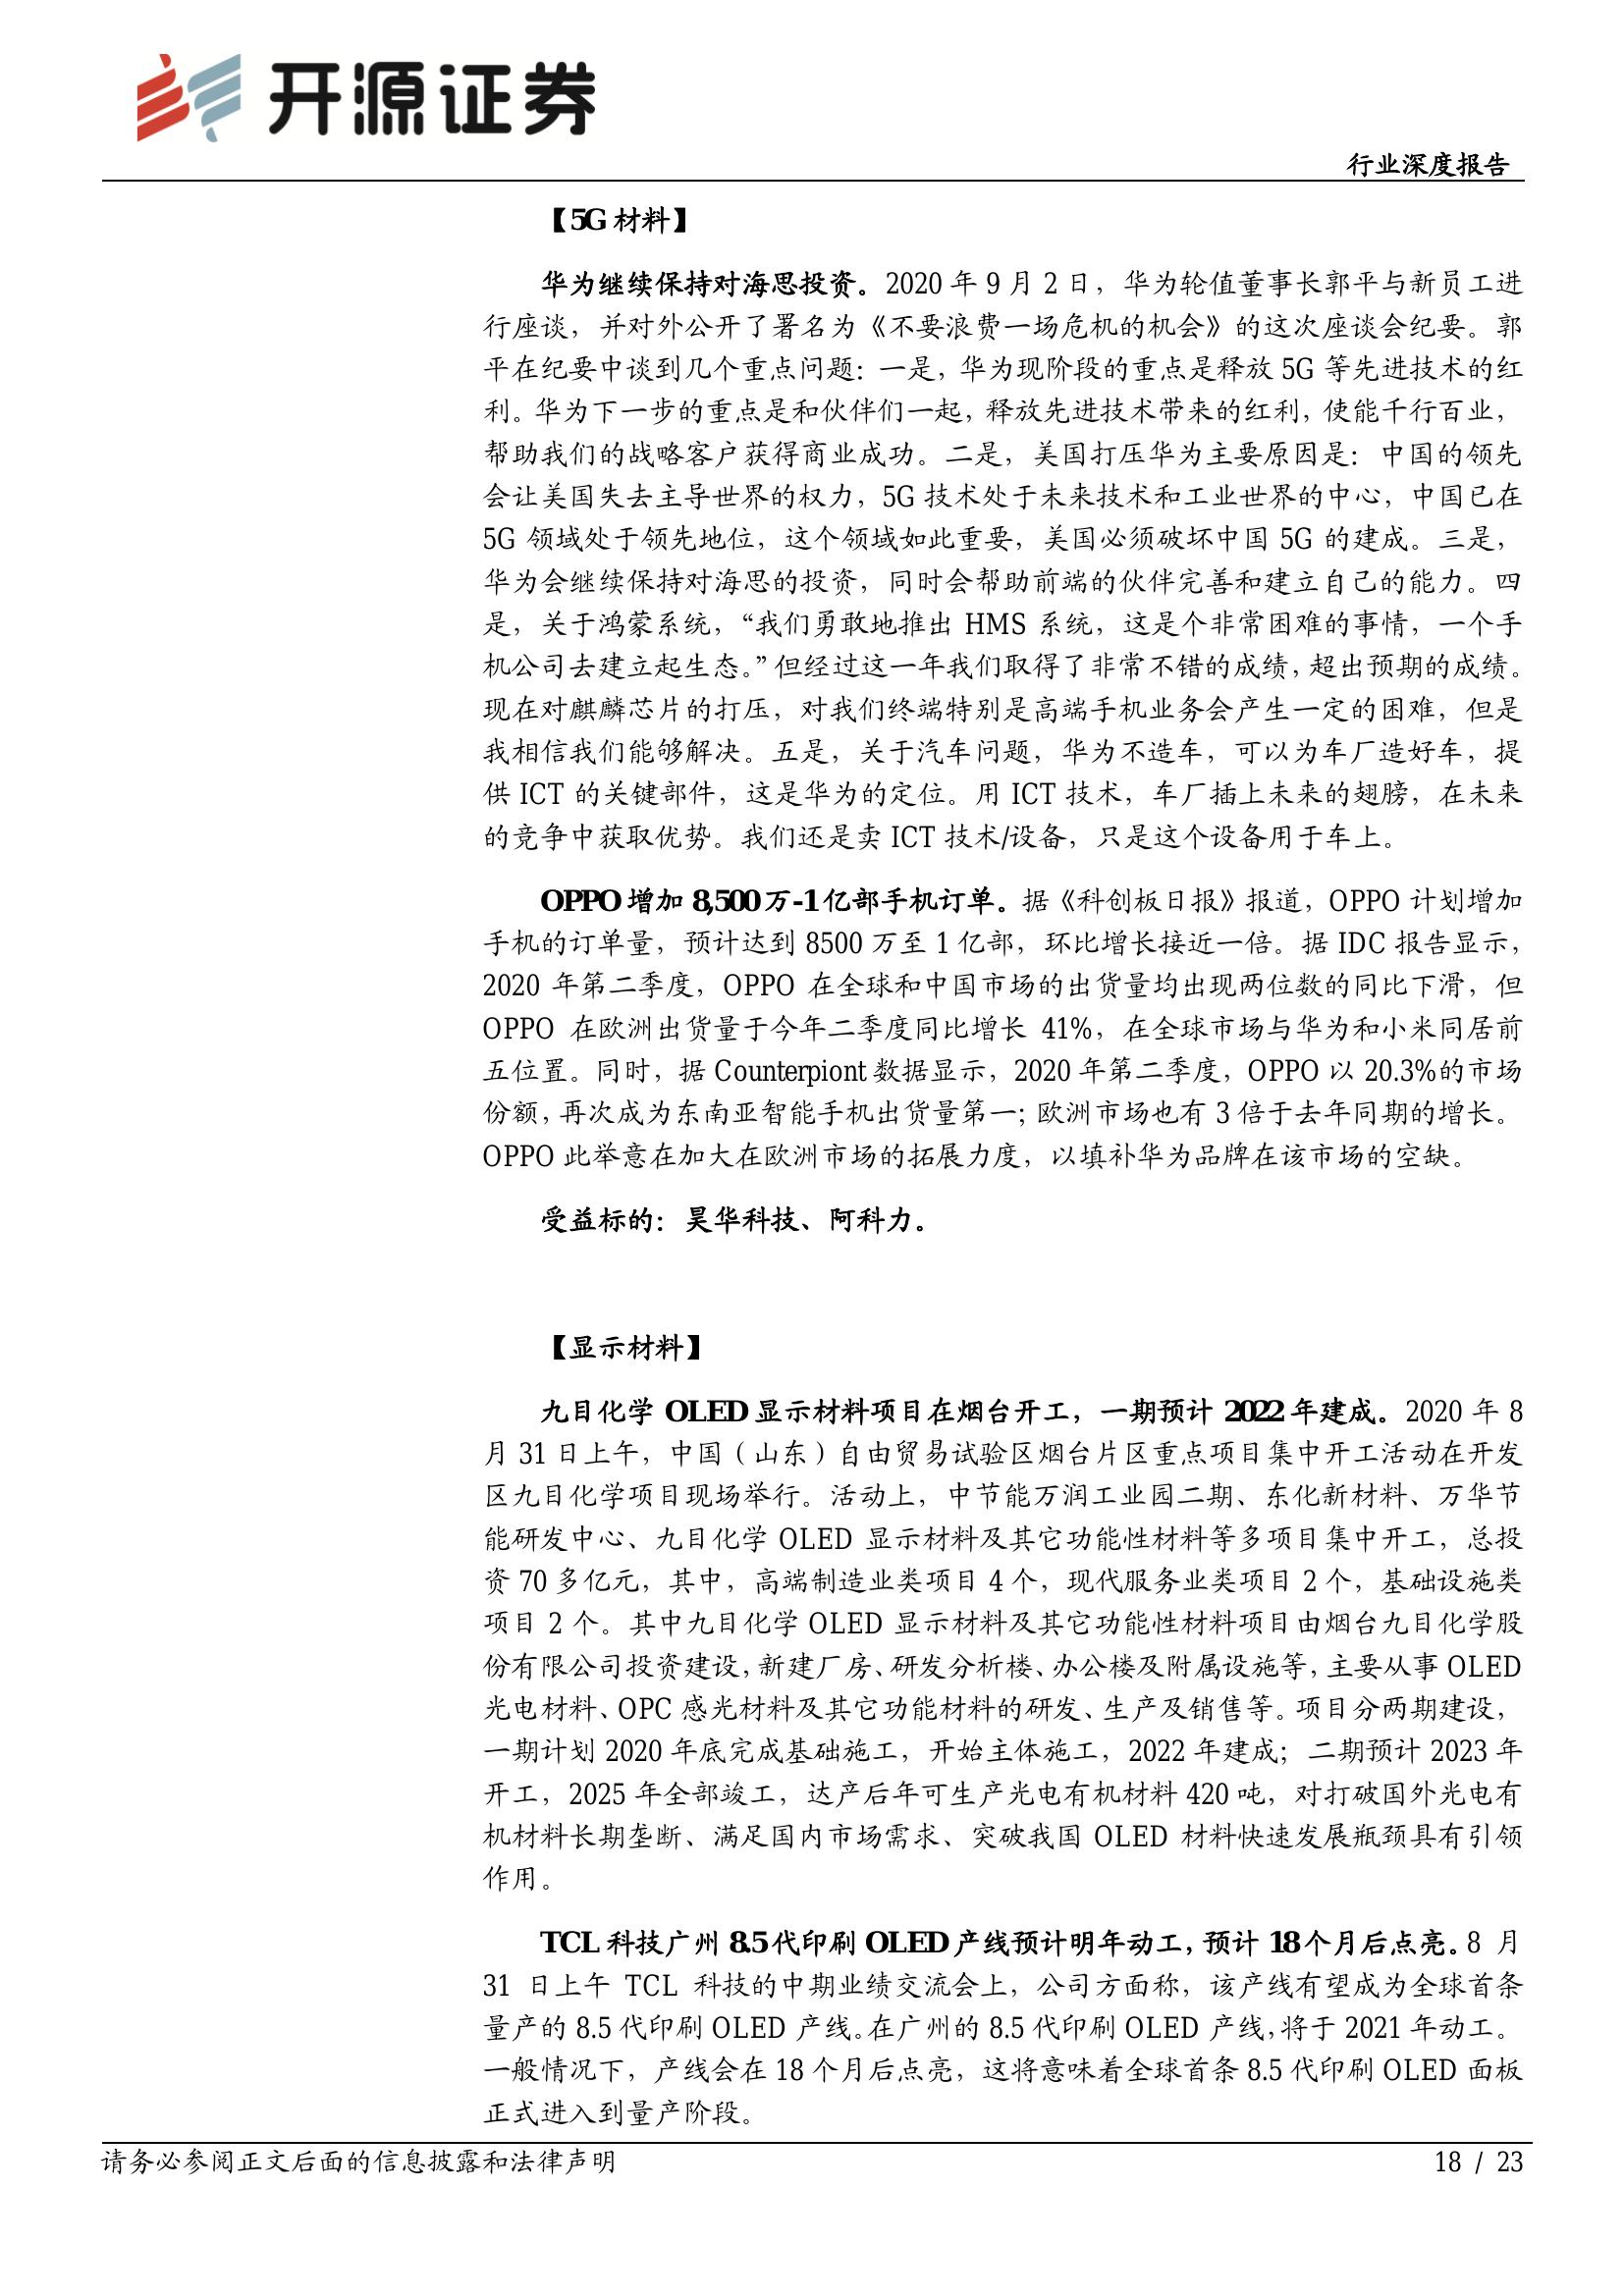 开源证券
行业深度报告
【5G 材料】
华为继续保持对海思投资。2020 年 9 月 2 日，华为轮值董事长郭平与新员工进
行座谈，并对外公开了署名为《不要浪费一场危机的机会》的这次座谈会纪要。郭
平在纪要中谈到几个重点问题：一是，华为现阶段的重点是释放 5G 等先进技术的红
利。华为下一步的重点是和伙伴们一起，释放先进技术带来的红利，使能千行百业，
帮助我们的战略客户获得商业成功。二是，美国打压华为主要原因是：中国的领先
会让美国失去主导世界的权力，5G 技术处于未来技术和工业世界的中心，中国已在
5G 领域处于领先地位，这个领域如此重要，美国必须破坏中国 5G 的建成。三是，
华为会继续保持对海思的投资，同时会帮助前端的伙伴完善和建立自己的能力。四
是，关于鸿蒙系统，“我们勇敢地推出 HMS 系统，这是个非常困难的事情，一个手
机公司去建立起生态。”但经过这一年我们取得了非常不错的成绩，超出预期的成绩。
现在对麒麟芯片的打压，对我们终端特别是高端手机业务会产生一定的困难，但是
我相信我们能够解决。五是，关于汽车问题，华为不造车，可以为车厂造好车，提
供 ICT 的关键部件，这是华为的定位。用 ICT 技术，车厂插上未来的翅膀，在未来
的竞争中获取优势。我们还是卖 ICT 技术/设备，只是这个设备用于车上。
OPPO 增加 8,500 万-1 亿部手机订单。据《科创板日报》报道，OPPO 计划增加
手机的订单量，预计达到 8500 万至 1 亿部，环比增长接近一倍。据 IDC 报告显示，
2020 年第二季度，OPPO 在全球和中国市场的出货量均出现两位数的同比下滑，但
OPPO 在欧洲出货量于今年二季度同比增长 41%，在全球市场与华为和小米同居前
五位置。同时，据 Counterpiont 数据显示，2020 年第二季度，OPPO 以 20.3%的市场
份额，再次成为东南亚智能手机出货量第一；欧洲市场也有 3 倍于去年同期的增长。
OPPO 此举意在加大在欧洲市场的拓展力度，以填补华为品牌在该市场的空缺。
受益标的：昊华科技、阿科力。
【显示材料】
九目化学 OLED 显示材料项目在烟台开工，一期预计 2022 年建成。2020 年 8
月 31 日上午，中国（山东）自由贸易试验区烟台片区重点项目集中开工活动在开发
区九目化学项目现场举行。活动上，中节能万润工业园二期、东化新材料、万华节
能研发中心、九目化学 OLED 显示材料及其它功能性材料等多项目集中开工，总投
资 70 多亿元，其中，高端制造业类项目 4 个，现代服务业类项目 2 个，基础设施类
项目 2 个。其中九目化学 OLED 显示材料及其它功能性材料项目由烟台九目化学股
份有限公司投资建设，新建厂房、研发分析楼、办公楼及附属设施等，主要从事 OLED
光电材料、OPC 感光材料及其它功能材料的研发、生产及销售等。项目分两期建设，
一期计划 2020 年底完成基础施工，开始主体施工，2022 年建成；二期预计 2023 年
开工，2025 年全部竣工，达产后年可生产光电有机材料 420 吨，对打破国外光电有
机材料长期垄断、满足国内市场需求、突破我国 OLED 材料快速发展瓶颈具有引领
作用。
TCL 科技广州 8.5 代印刷 OLED 产线预计明年动工，预计 18 个月后点亮。8 月
31 日上午 TCL 科技的中期业绩交流会上，公司方面称，该产线有望成为全球首条
量产的 8.5 代印刷 OLED 产线。在广州的 8.5 代印刷 OLED 产线，将于 2021 年动工。
一般情况下，产线会在 18 个月后点亮，这将意味着全球首条 8.5 代印刷 OLED 面板
正式进入到量产阶段。
请务必参阅正文后面的信息披露和法律声明
18 / 23